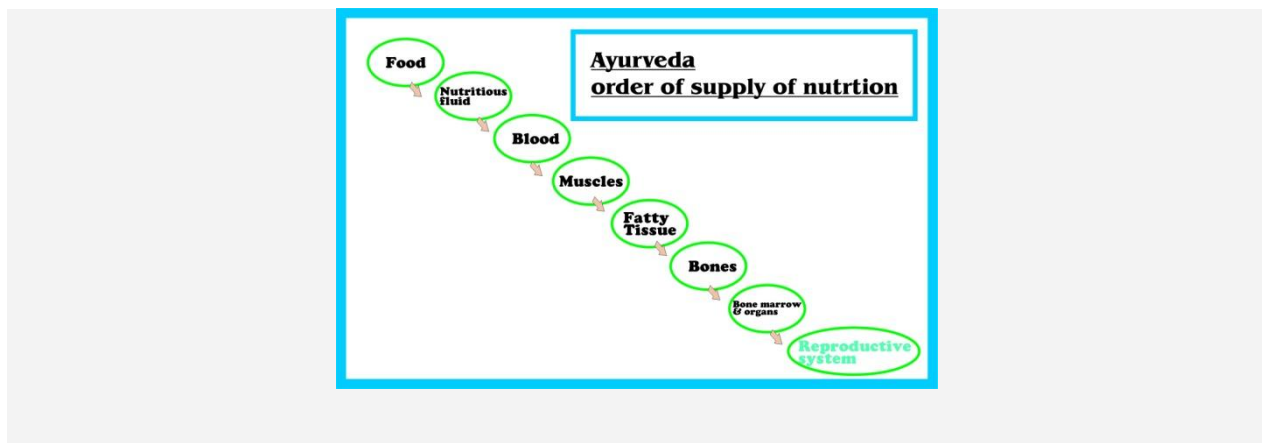 Ayurveda
order of supply of nutrtion
Food
Nutritious
fluid
Blood
Muscles
Fatty
Tissue
Bones
Bone marrow
& organs
Reproductive
system